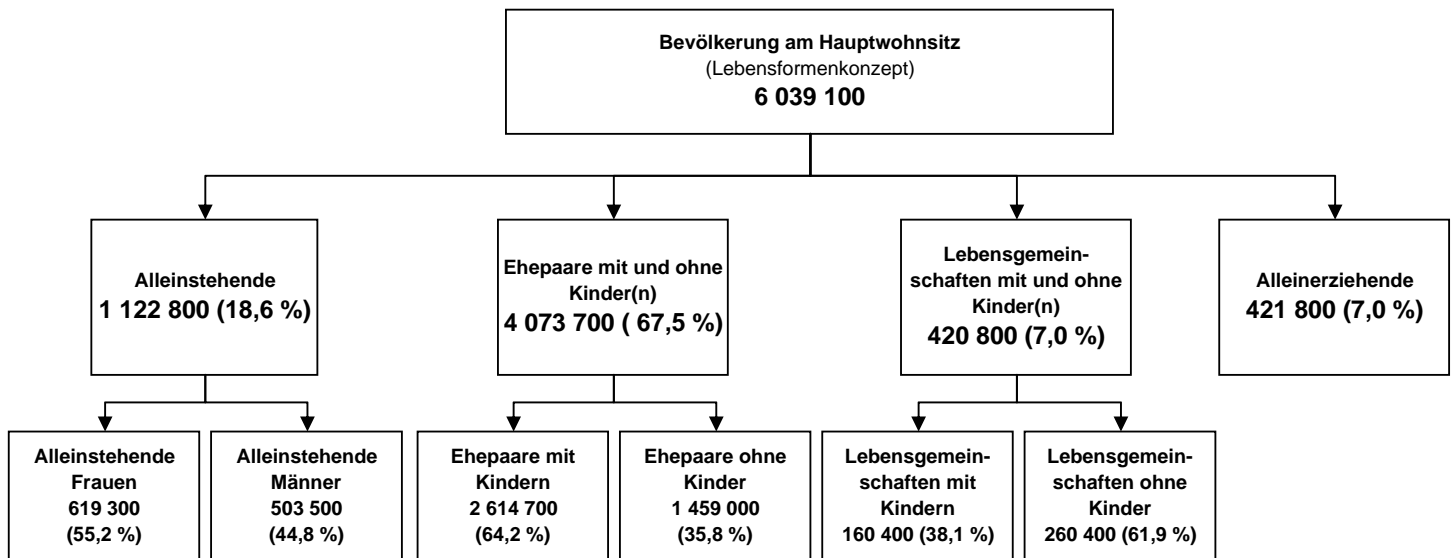 Bevölkerung am Hauptwohnsitz
(Lebensformenkonzept)
6 039 100
Alleinstehende
1 122 800 (18,6 %)
Ehepaare mit und ohne
Kinder(n)
4 073 700 ( 67,5 %)
Lebensgemein-
schaften mit und ohne
Kinder(n)
420 800 (7,0 %)
Alleinerziehende
421 800 (7,0 %)
Alleinstehende
Frauen
619 300
(55,2 %)
Alleinstehende
Männer
503 500
(44,8 %)
Ehepaare mit
Kindern
2 614 700
(64,2 %)
Ehepaare ohne
Kinder
1 459 000
(35,8 %)
Lebensgemein-
schaften mit
Kindern
160 400 (38,1 %)
Lebensgemein-
schaften ohne
Kinder
260 400 (61,9 %)